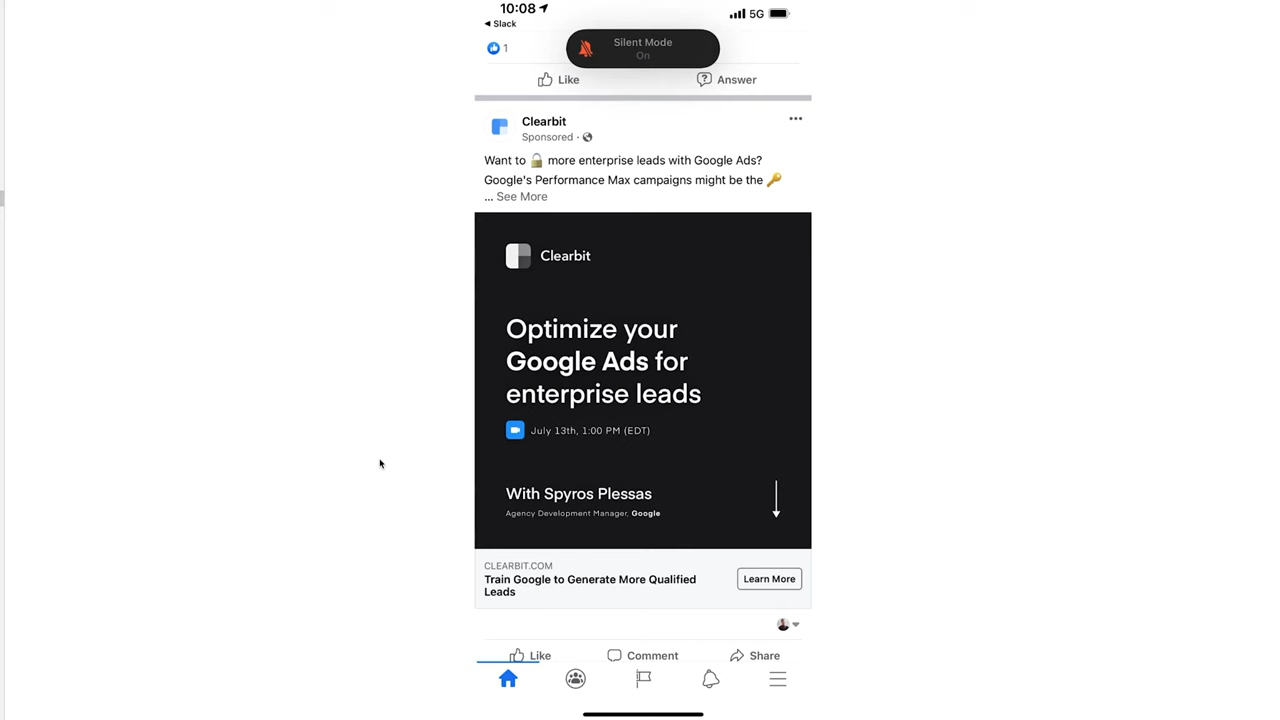 10:08
5G
Slack
Silent Mode
On
1
Like
Answer
Clearbit
Sponsored ·
Want to 🔒 more enterprise leads with Google Ads?
Google's Performance Max campaigns might be the 🔑
... See More
Clearbit
Optimize your
Google Ads for
enterprise leads
July 13th, 1:00 PM (EDT)
With Spyros Plessas
Agency Development Manager, Google
CLEARBIT.COM
Train Google to Generate More Qualified
Leads
Learn More
Like
Comment
Share